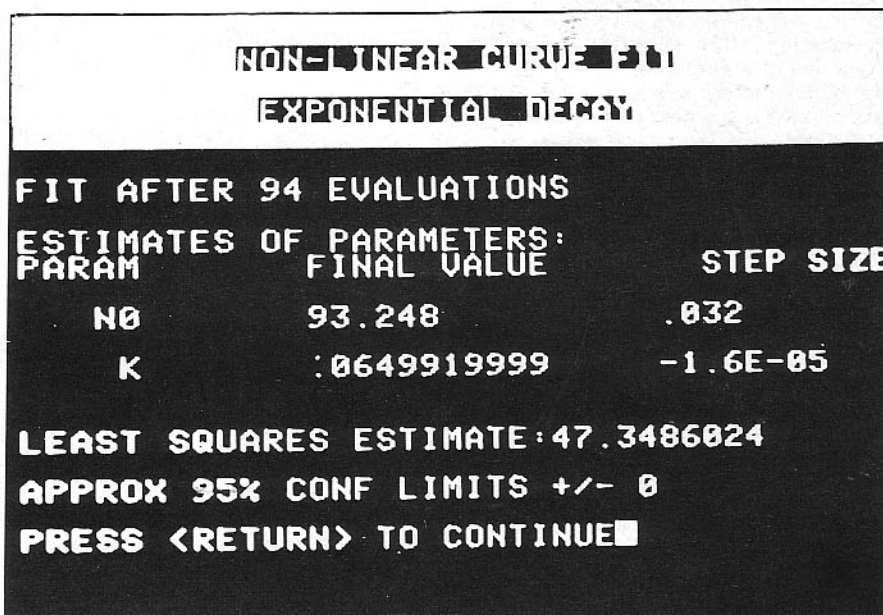 NON-LINEAR CURVE FIT
EXPONENTIAL DECAY
FIT AFTER 94 EVALUATIONS
ESTIMATES OF PARAMETERS:
PARAM FINAL VALUE STEP SIZE
N0 93.248 .032
K .0649919999 -1.6E-05
LEAST SQUARES ESTIMATE:47.3486024
APPROX 95% CONF LIMITS +/- 0
PRESS <RETURN> TO CONTINUE